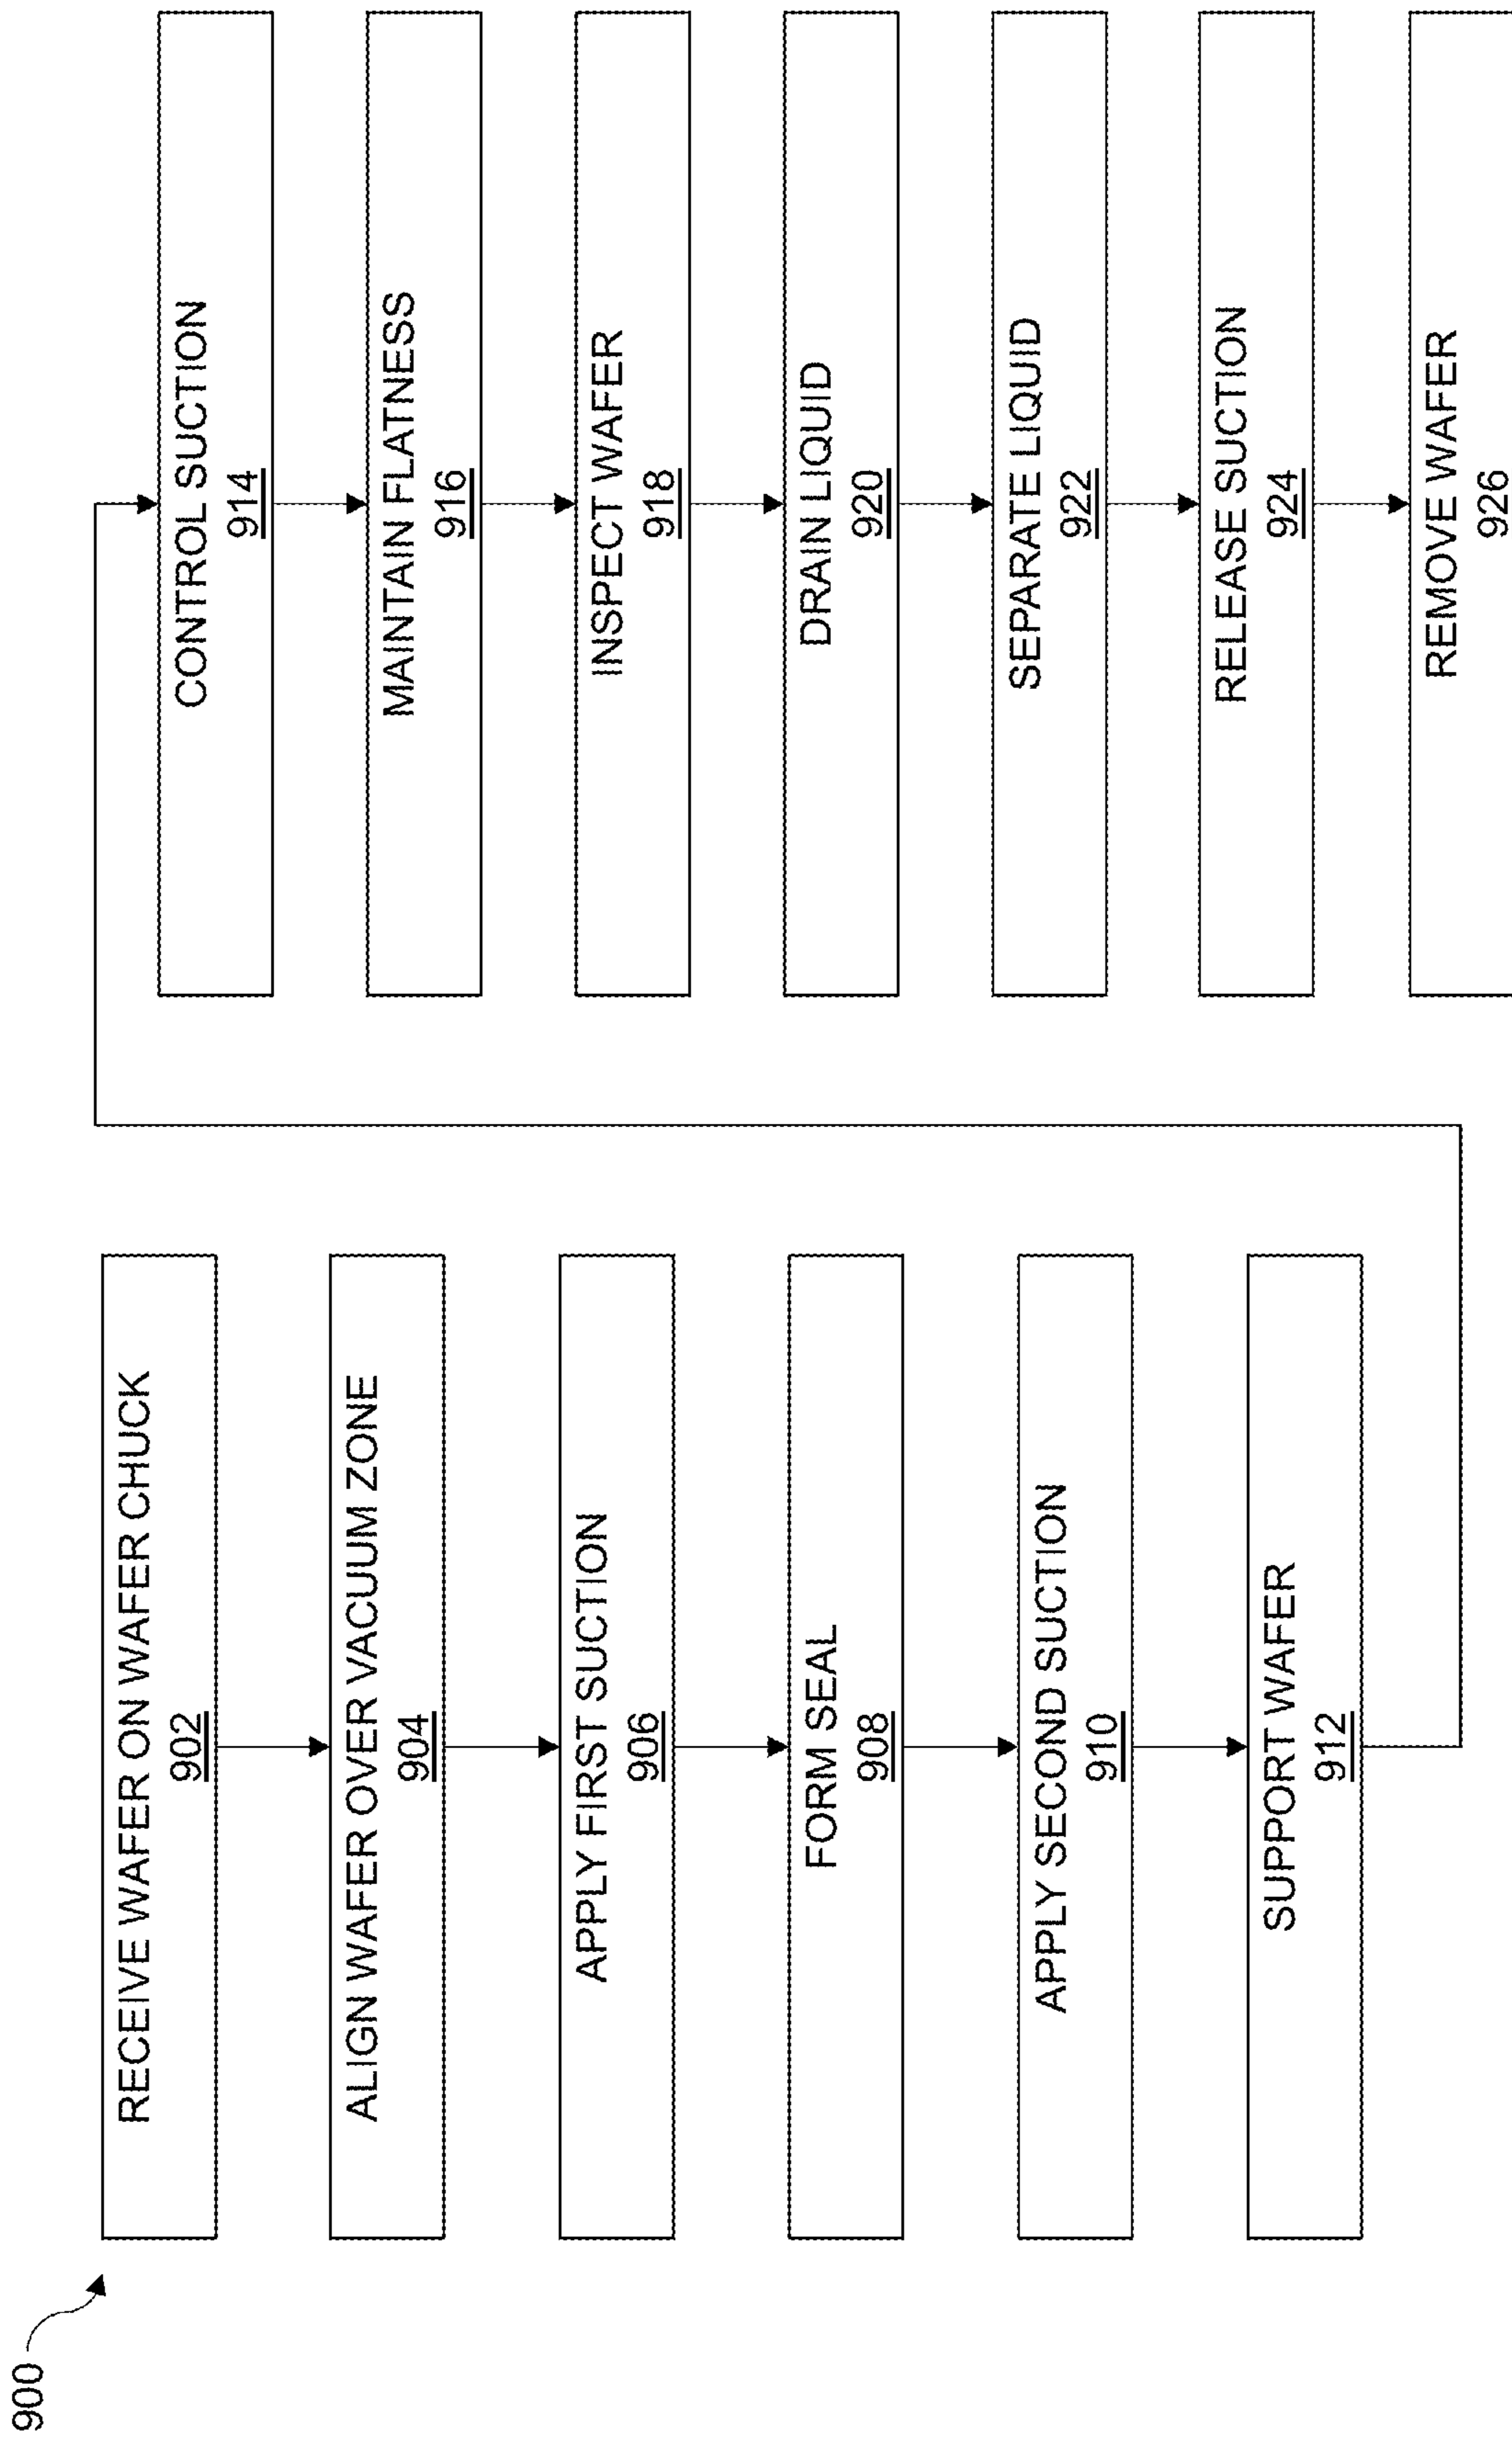 900
RECEIVE WAFER ON WAFER CHUCK
902
ALIGN WAFER OVER VACUUM ZONE
904
APPLY FIRST SUCTION
906
FORM SEAL
908
APPLY SECOND SUCTION
910
SUPPORT WAFER
912
CONTROL SUCTION
914
MAINTAIN FLATNESS
916
INSPECT WAFER
918
DRAIN LIQUID
920
SEPARATE LIQUID
922
RELEASE SUCTION
924
REMOVE WAFER
926